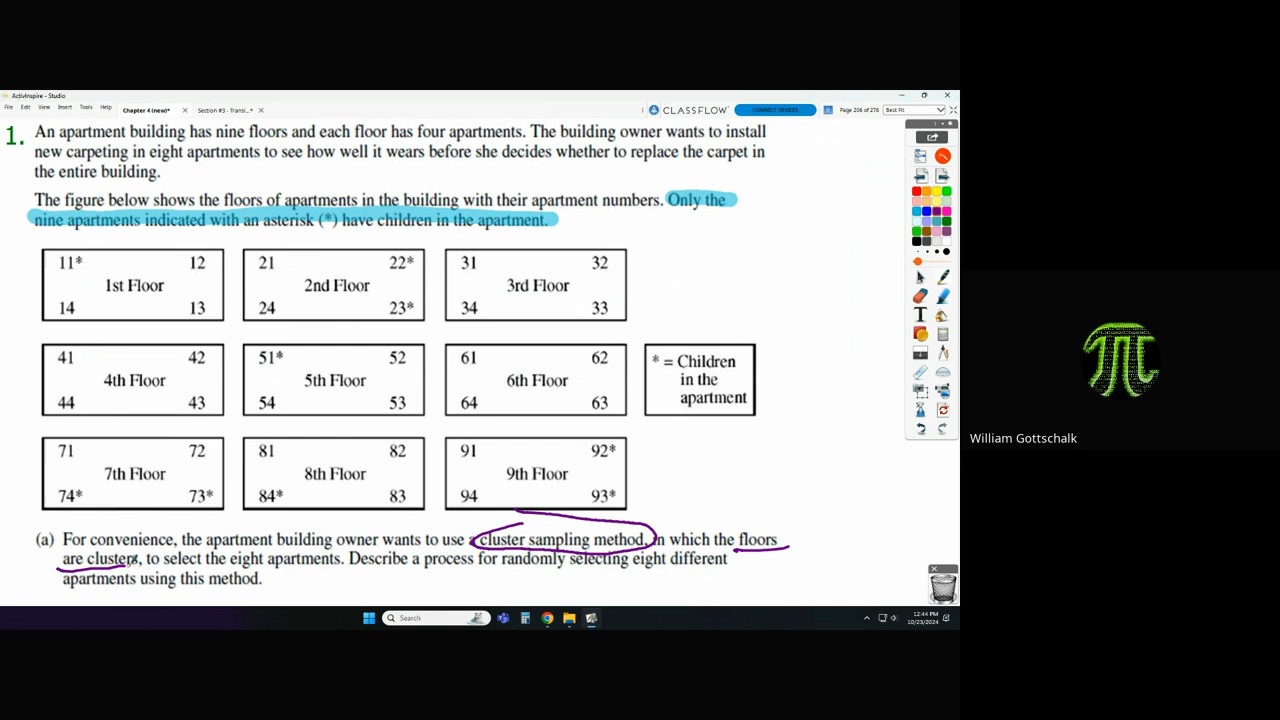 ActivInspire - Studio
File Edit View Insert Tools Help
Chapter 4 (new)*
Section #3 - Transl...*
CLASSFLOW
CONNECT DEVICES
Page 206 of 276
Best Fit
1.
An apartment building has nine floors and each floor has four apartments. The building owner wants to install
new carpeting in eight apartments to see how well it wears before she decides whether to replace the carpet in
the entire building.
The figure below shows the floors of apartments in the building with their apartment numbers. Only the
nine apartments indicated with an asterisk (*) have children in the apartment.
11* 12
1st Floor
14 13
21 22*
2nd Floor
24 23*
31 32
3rd Floor
34 33
41 42
4th Floor
44 43
51* 52
5th Floor
54 53
61 62
6th Floor
64 63
* = Children
in the
apartment
71 72
7th Floor
74* 73*
81 82
8th Floor
84* 83
91 92*
9th Floor
94 93*
(a) For convenience, the apartment building owner wants to use a cluster sampling method, in which the floors
are clusters, to select the eight apartments. Describe a process for randomly selecting eight different
apartments using this method.
Search
12:44 PM
10/23/2024
William Gottschalk